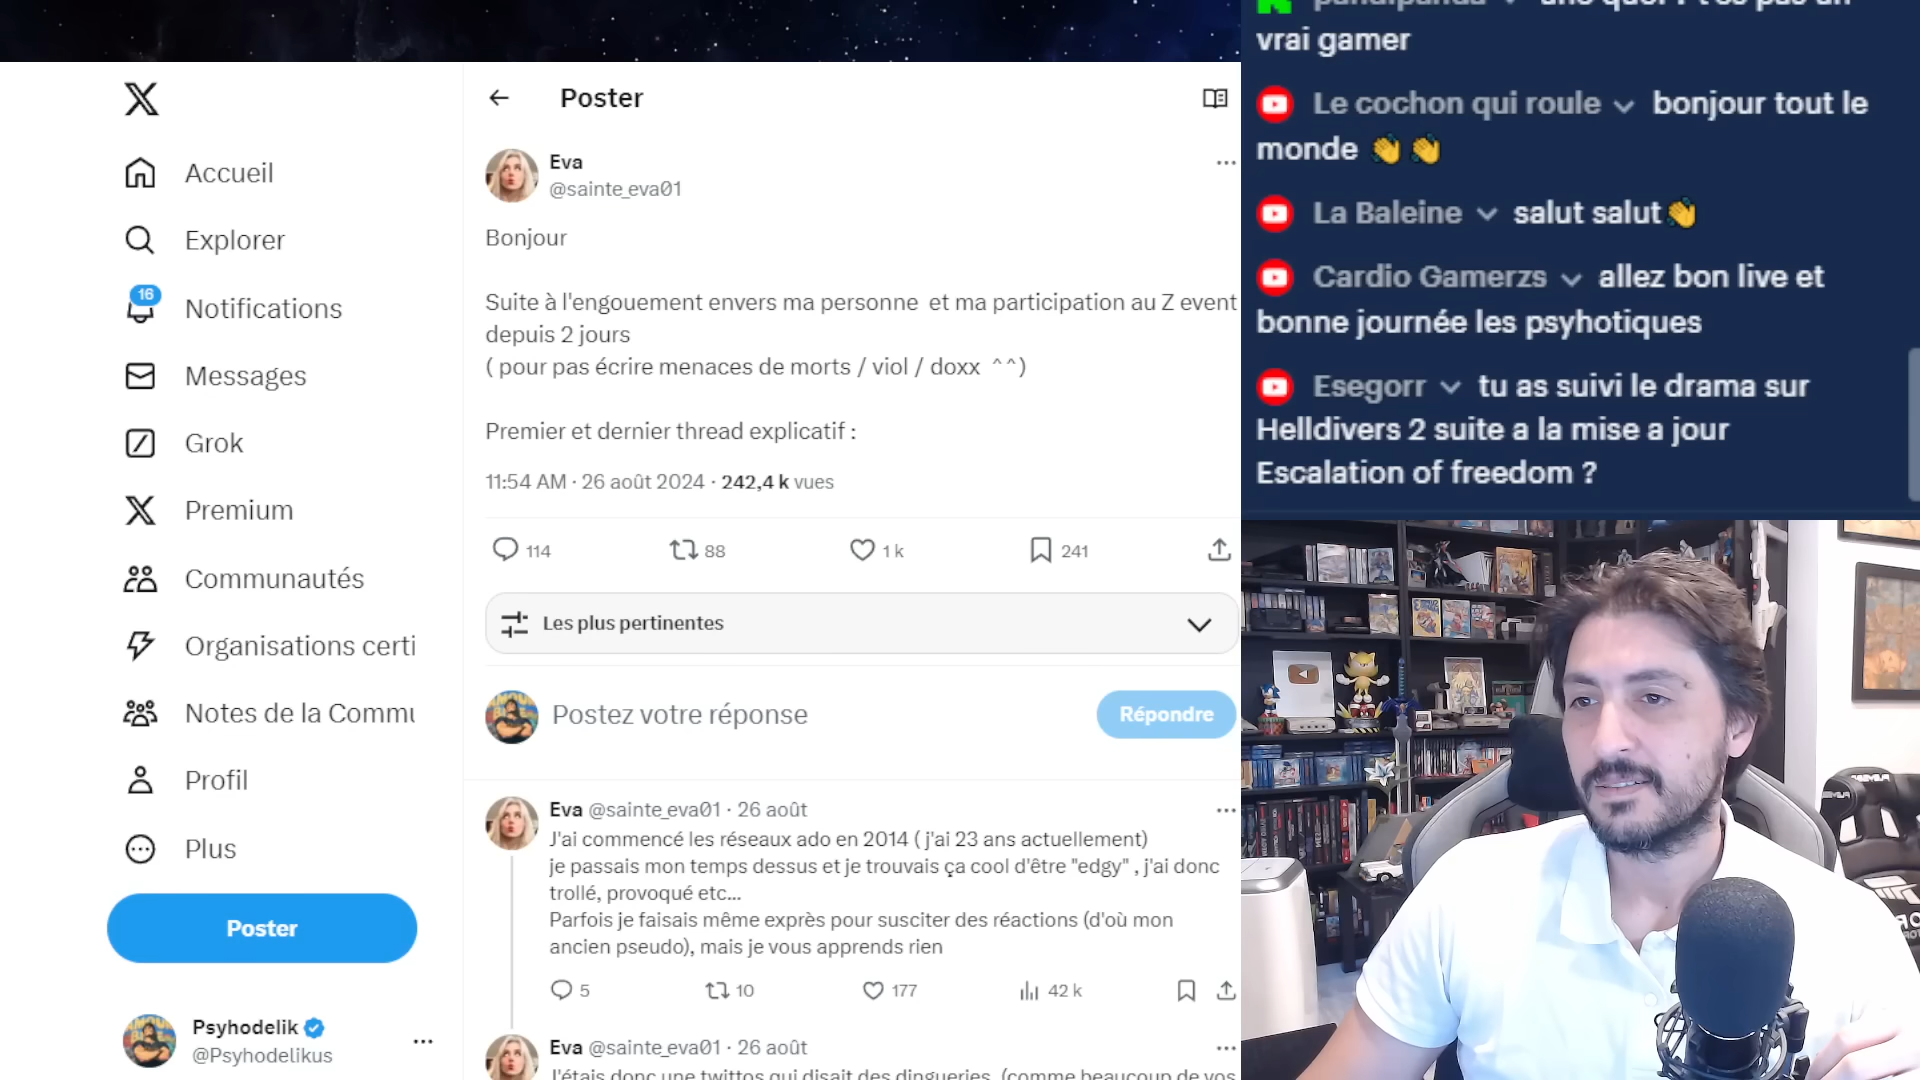 Accueil
Explorer
16
Notifications
Messages
Grok
Premium
Communautés
Organisations certi
Notes de la Commu
Profil
Plus
Poster
Psyhodelik
@Psyhodelikus
Poster
Eva
@sainte_eva01
Bonjour
Suite à l'engouement envers ma personne et ma participation au Z event
depuis 2 jours
( pour pas écrire menaces de morts / viol / doxx ^^)
Premier et dernier thread explicatif :
11:54 AM · 26 août 2024 · 242,4 k vues
114 88 1 k 241
Les plus pertinentes
Postez votre réponse
Répondre
Eva @sainte_eva01 · 26 août
J'ai commencé les réseaux ado en 2014 ( j'ai 23 ans actuellement)
je passais mon temps dessus et je trouvais ça cool d'être "edgy" , j'ai donc
trollé, provoqué etc...
Parfois je faisais même exprès pour susciter des réactions (d'où mon
ancien pseudo), mais je vous apprends rien
5 10 177 42 k
Eva @sainte_eva01 · 26 août
J'étais donc une twittos qui disait des dingueries (comme beaucoup de vos
vrai gamer
Le cochon qui roule bonjour tout le
monde 👏 👏
La Baleine salut salut👏
Cardio Gamerzs allez bon live et
bonne journée les psyhotiques
Esegorr tu as suivi le drama sur
Helldivers 2 suite a la mise a jour
Escalation of freedom ?